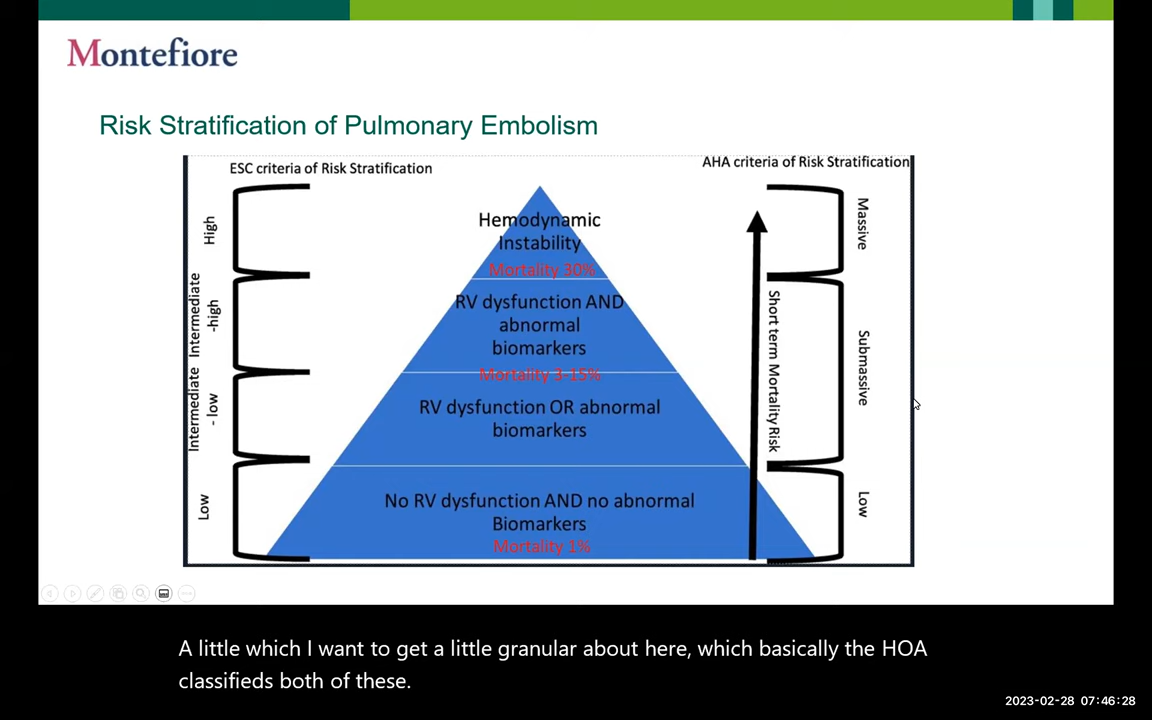 Montefiore
Risk Stratification of Pulmonary Embolism
ESC criteria of Risk Stratification
AHA criteria of Risk Stratification
High
Intermediate
-high
Intermediate
- low
Low
Hemodynamic
Instability
Mortality 30%
RV dysfunction AND
abnormal
biomarkers
Mortality 3-15%
RV dysfunction OR abnormal
biomarkers
No RV dysfunction AND no abnormal
Biomarkers
Mortality 1%
Short term Mortality Risk
Massive
Submassive
Low
A little which I want to get a little granular about here, which basically the HOA
classifieds both of these.
2023-02-28 07:46:28